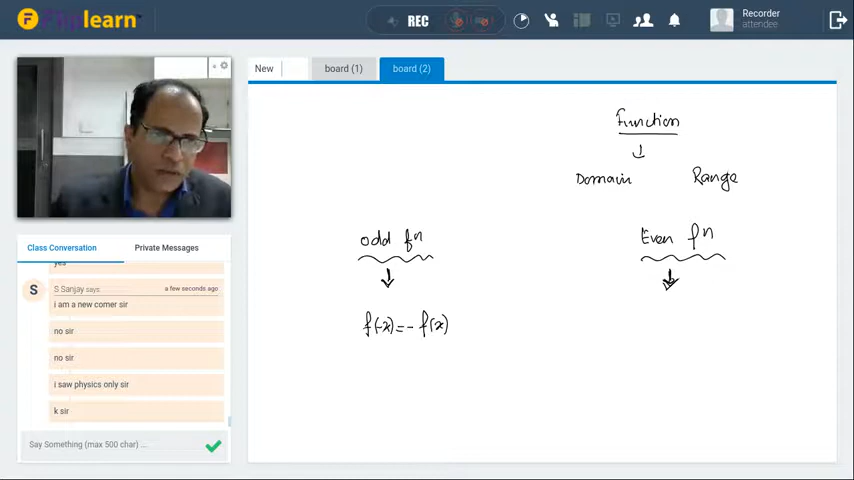 Fliplearn
REC
Recorder
attendee
New
board (1)
board (2)
Function
Domain Range
odd fn
Even fn
f(-x)=-f(x)
Class Conversation
Private Messages
yes
S
S Sanjay says
a few seconds ago
i am a new comer sir
no sir
no sir
i saw physics only sir
k sir
Say Something (max 500 char) ...